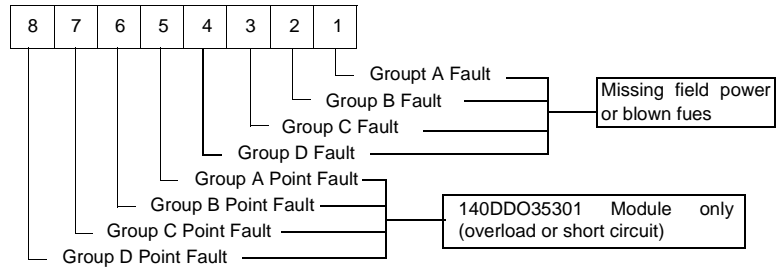 8 7 6 5 4 3 2 1
Groupt A Fault
Group B Fault
Group C Fault
Group D Fault
Missing field power
or blown fues
Group A Point Fault
Group B Point Fault
Group C Point Fault
Group D Point Fault
140DDO35301 Module only
(overload or short circuit)